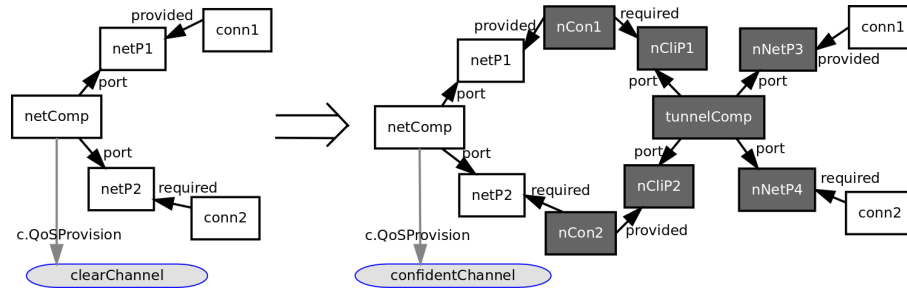 provided
conn1
netP1
port
netComp
port
netP2
required
conn2
c.QoSProvision
clearChannel
provided
nCon1
required
conn1
netP1
nCliP1
nNetP3
provided
port
port
port
netComp
tunnelComp
port
port
port
netP2
required
nCliP2
nNetP4
required
conn2
c.QoSProvision
nCon2
provided
confidentChannel